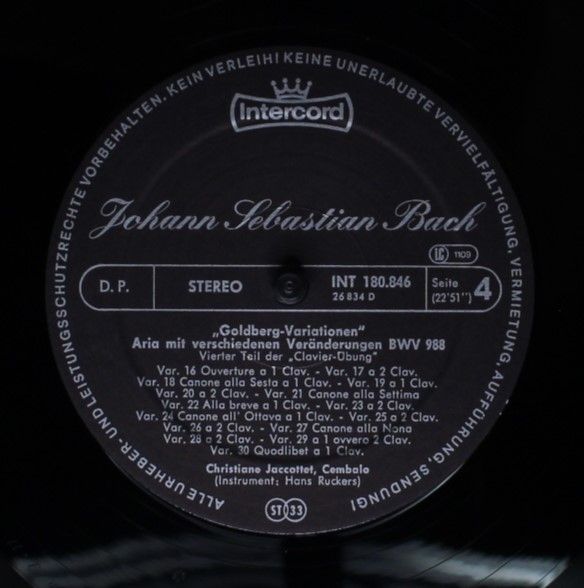 ALLE URHEBER- UND LEISTUNGSSCHUTZRECHTE VORBEHALTEN. KEIN VERLEIH! KEINE UNERLAUBTE VERVIELFÄLTIGUNG, VERMIETUNG, AUFFÜHRUNG, SENDUNG!
Intercord
Johann Sebastian Bach
iC 1109
D. P. STEREO INT 180.846 Seite 4
26 834 D (22'51")
„Goldberg-Variationen"
Aria mit verschiedenen Veränderungen BWV 988
Vierter Teil der „Clavier-Übung"
Var. 16 Ouverture a 1 Clav. - Var. 17 a 2 Clav.
Var. 18 Canone alla Sesta a 1 Clav. - Var. 19 a 1 Clav.
Var. 20 a 2 Clav. - Var. 21 Canone alla Settima
Var. 22 Alla breve a 1 Clav. - Var. 23 a 2 Clav.
Var. 24 Canone all' Ottava a 1 Clav. - Var. 25 a 2 Clav.
Var. 26 a 2 Clav. - Var. 27 Canone alla Nona
Var. 28 a 2 Clav. - Var. 29 a 1 ovvero 2 Clav.
Var. 30 Quodlibet a 1 Clav.
Christiane Jaccottet, Cembalo
(Instrument: Hans Ruckers)
ST 33